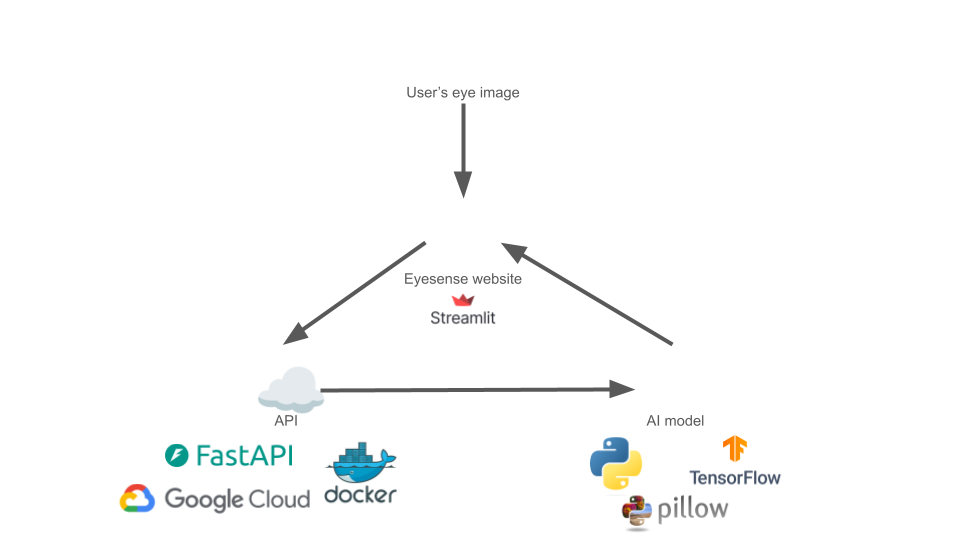 User’s eye image
Eyesense website
Streamlit
API
AI model
FastAPI
docker
TensorFlow
Google Cloud
pillow